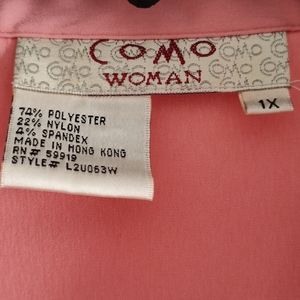 COMO
WOMAN
1X
74% POLYESTER
22% NYLON
4% SPANDEX
MADE IN HONG KONG
RN# 59919
STYLE# L2U063W